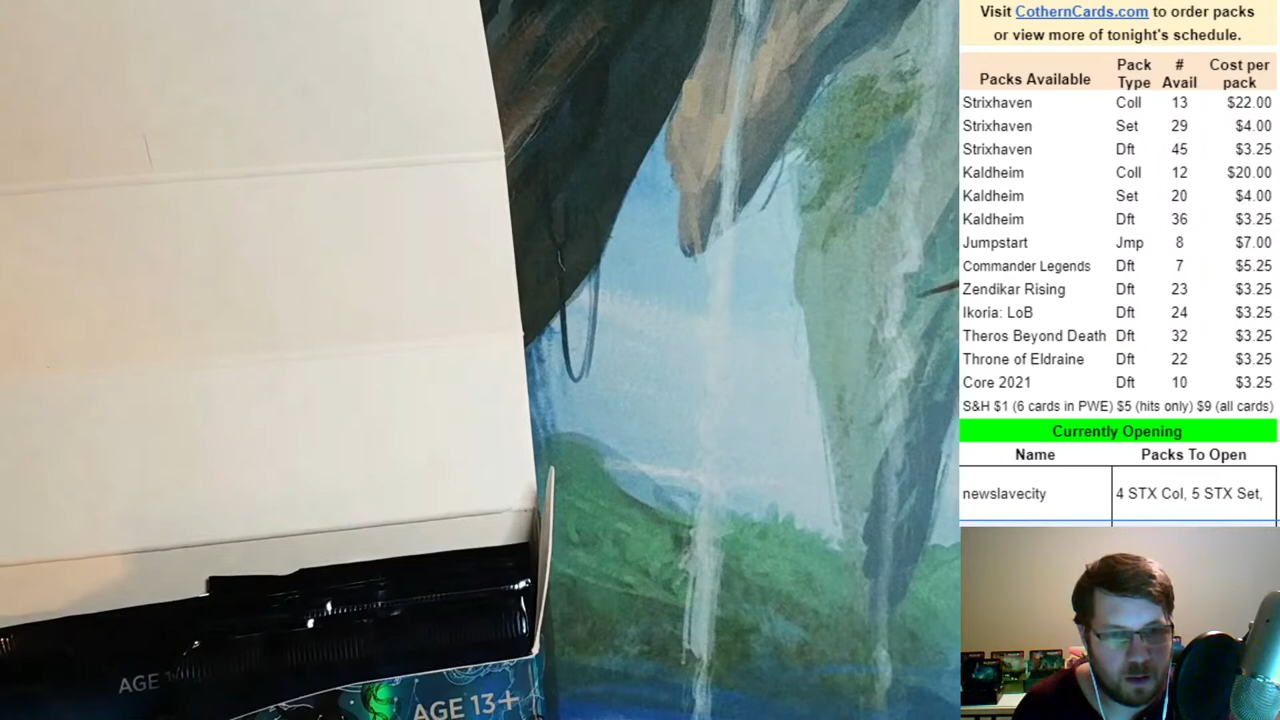 Visit CothernCards.com to order packs
or view more of tonight's schedule.
Packs Available Pack Type # Avail Cost per pack
Strixhaven Coll 13 $22.00
Strixhaven Set 29 $4.00
Strixhaven Dft 45 $3.25
Kaldheim Coll 12 $20.00
Kaldheim Set 20 $4.00
Kaldheim Dft 36 $3.25
Jumpstart Jmp 8 $7.00
Commander Legends Dft 7 $5.25
Zendikar Rising Dft 23 $3.25
Ikoria: LoB Dft 24 $3.25
Theros Beyond Death Dft 32 $3.25
Throne of Eldraine Dft 22 $3.25
Core 2021 Dft 10 $3.25
S&H $1 (6 cards in PWE) $5 (hits only) $9 (all cards)
Currently Opening
Name Packs To Open
newslavecity 4 STX Col, 5 STX Set,
AGE
AGE 13+